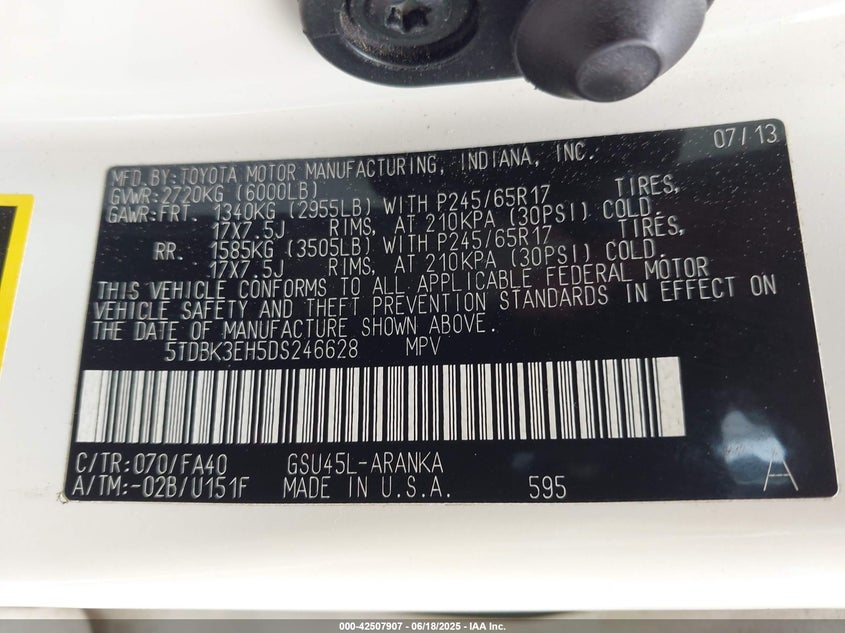 07/13
MFD.BY:TOYOTA MOTOR MANUFACTURING, INDIANA, INC.
GVWR:2720KG (6000LB)
GAWR:FRT. 1340KG (2955LB) WITH P245/65R17 TIRES,
17X7.5J RIMS, AT 210KPA (30PSI) COLD.
RR. 1585KG (3505LB) WITH P245/65R17 TIRES,
17X7.5J RIMS, AT 210KPA (30PSI) COLD.
THIS VEHICLE CONFORMS TO ALL APPLICABLE FEDERAL MOTOR
VEHICLE SAFETY AND THEFT PREVENTION STANDARDS IN EFFECT ON
THE DATE OF MANUFACTURE SHOWN ABOVE.
5TDBK3EH5DS246628 MPV
C/TR:070/FA40 GSU45L-ARANKA
A/TM:-02B/U151F MADE IN U.S.A. 595 A
000-42507907 - 06/18/2025 - IAA Inc.